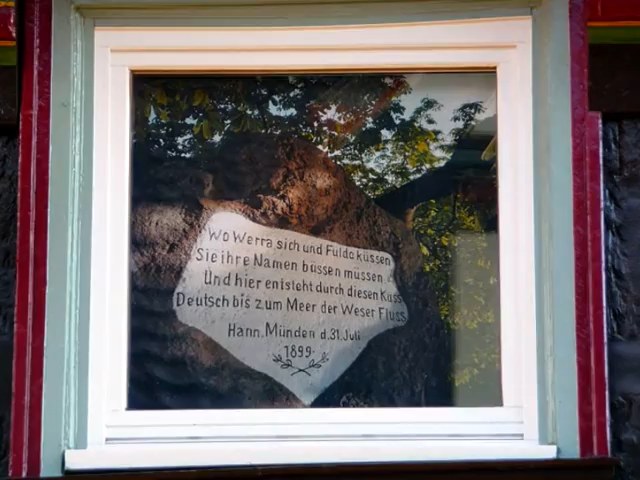 Wo Werra sich und Fulda küssen
Sie ihre Namen büssen müssen
Und hier entsteht durch diesen Kuss
Deutsch bis zum Meer der Weser Fluss
Hann. Münden d. 31. Juli
1899